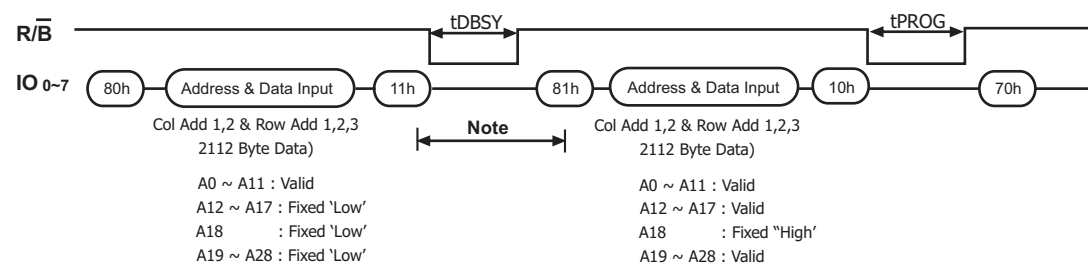 tDBSY tPROG
R/B
IO 0~7 80h Address & Data Input 11h 81h Address & Data Input 10h 70h
Col Add 1,2 & Row Add 1,2,3 Note Col Add 1,2 & Row Add 1,2,3
2112 Byte Data) 2112 Byte Data)
A0 ~ A11 : Valid A0 ~ A11 : Valid
A12 ~ A17 : Fixed ‘Low’ A12 ~ A17 : Valid
A18 : Fixed ‘Low’ A18 : Fixed “High’
A19 ~ A28 : Fixed ‘Low’ A19 ~ A28 : Valid